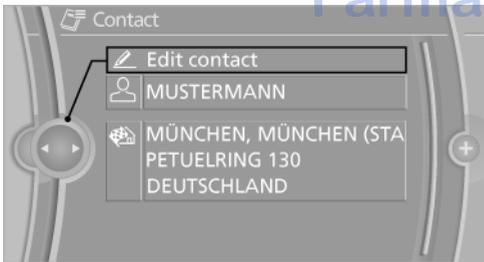 Contact
Edit contact
MUSTERMANN
MÜNCHEN, MÜNCHEN (STA
PETUELRING 130
DEUTSCHLAND